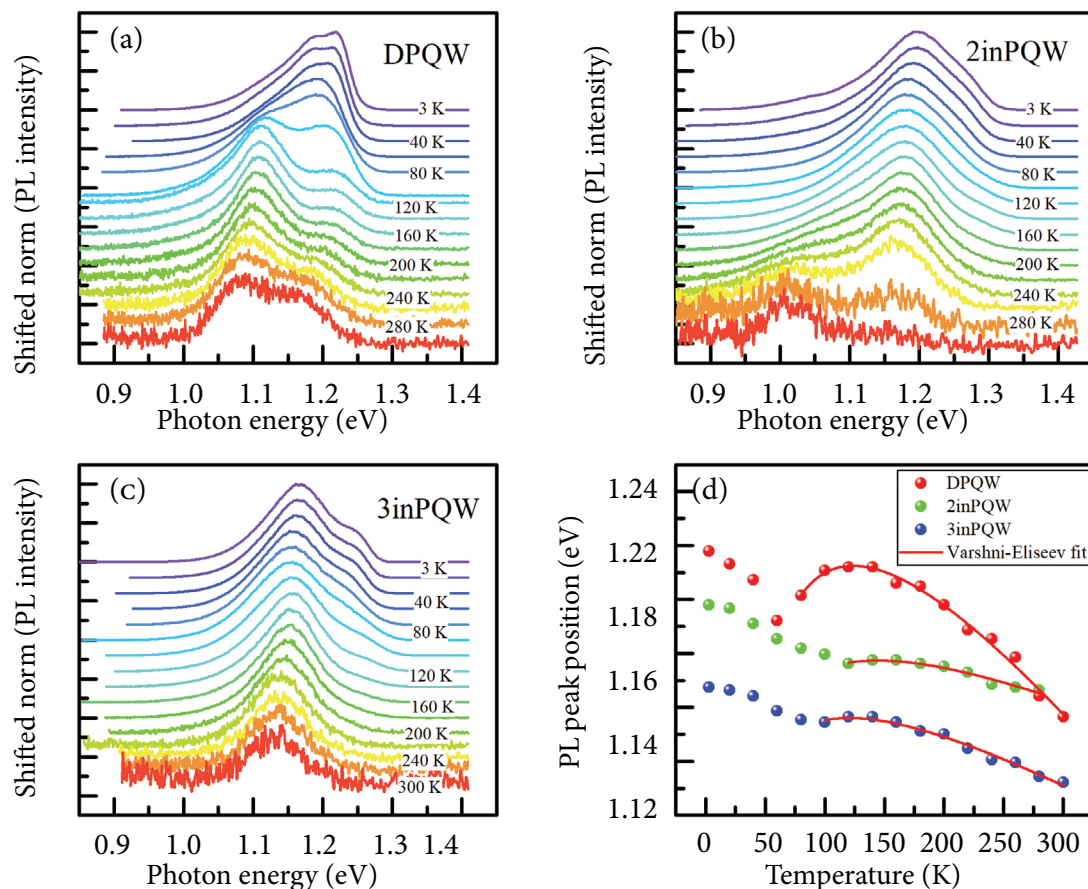 (a)
DPQW
3 K
40 K
80 K
120 K
160 K
200 K
240 K
280 K
Shifted norm (PL intensity)
0.9 1.0 1.1 1.2 1.3 1.4
Photon energy (eV)
(b)
2inPQW
3 K
40 K
80 K
120 K
160 K
200 K
240 K
280 K
Shifted norm (PL intensity)
0.9 1.0 1.1 1.2 1.3 1.4
Photon energy (eV)
(c)
3inPQW
3 K
40 K
80 K
120 K
160 K
200 K
240 K
300 K
Shifted norm (PL intensity)
0.9 1.0 1.1 1.2 1.3 1.4
Photon energy (eV)
(d)
DPQW
2inPQW
3inPQW
Varshni-Eliseev fit
1.24
1.22
1.18
1.16
1.14
1.12
PL peak position (eV)
0 50 75 100 150 200 250 300
Temperature (K)